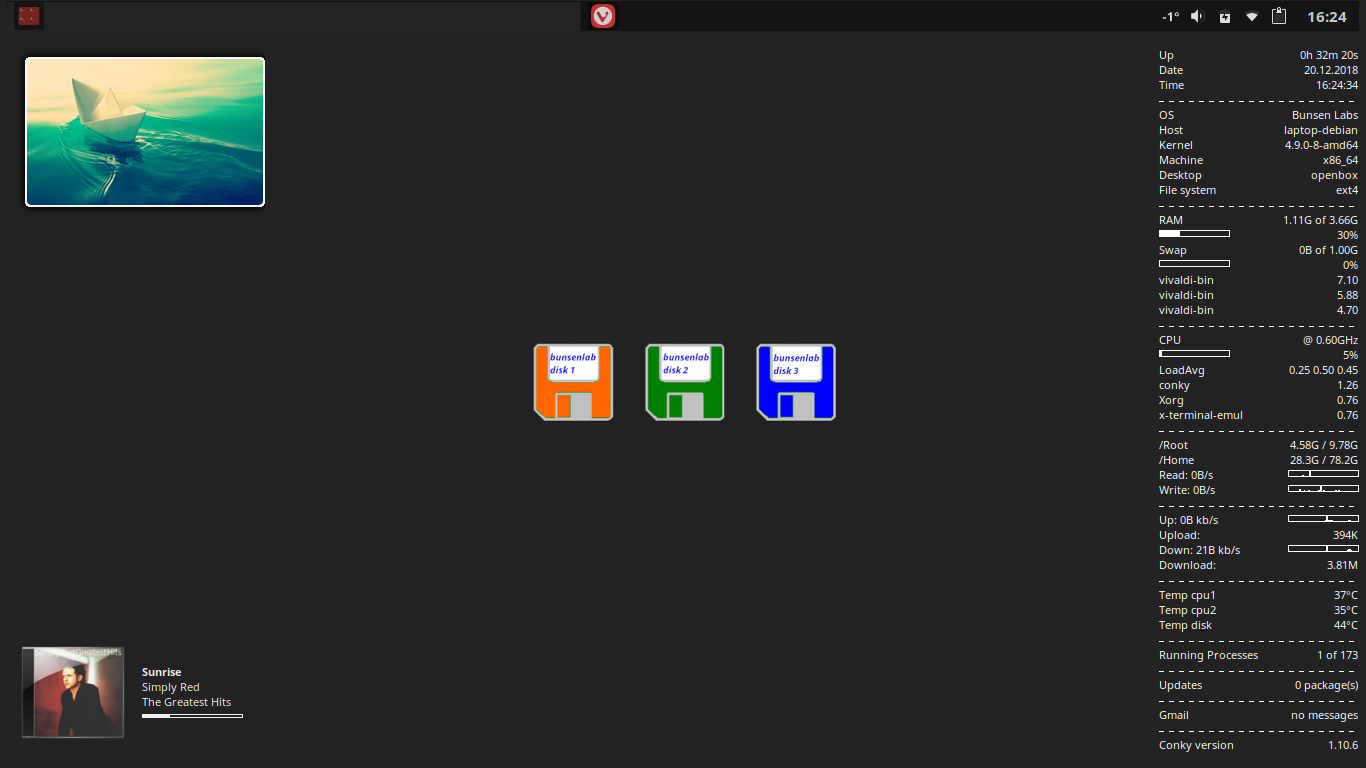 -1° 16:24
Up 0h 32m 20s
Date 20.12.2018
Time 16:24:34
OS Bunsen Labs
Host laptop-debian
Kernel 4.9.0-8-amd64
Machine x86_64
Desktop openbox
File system ext4
RAM 1.11G of 3.66G
30%
Swap 0B of 1.00G
0%
vivaldi-bin 7.10
vivaldi-bin 5.88
vivaldi-bin 4.70
CPU @ 0.60GHz
5%
LoadAvg 0.25 0.50 0.45
conky 1.26
Xorg 0.76
x-terminal-emul 0.76
/Root 4.58G / 9.78G
/Home 28.3G / 78.2G
Read: 0B/s
Write: 0B/s
Up: 0B kb/s
Upload: 394K
Down: 21B kb/s
Download: 3.81M
Temp cpu1 37°C
Temp cpu2 35°C
Temp disk 44°C
Running Processes 1 of 173
Updates 0 package(s)
Gmail no messages
Conky version 1.10.6
bunsenlab
disk 1
bunsenlab
disk 2
bunsenlab
disk 3
Simply Red Greatest Hits
Sunrise
Simply Red
The Greatest Hits